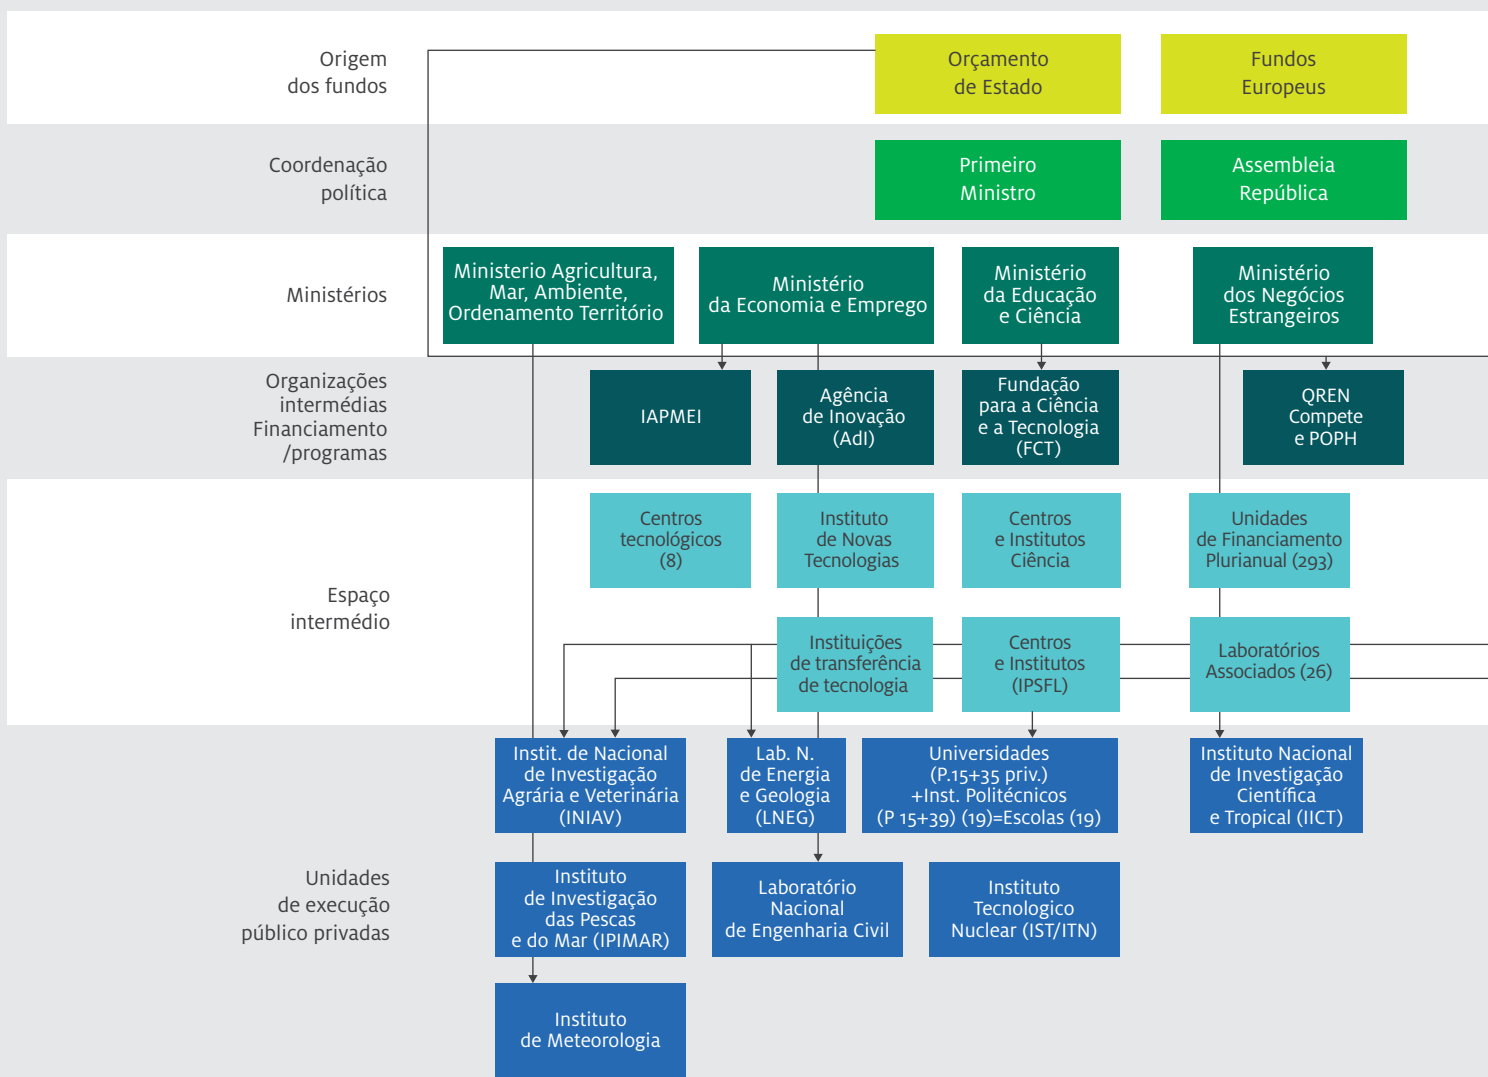 Origem
dos fundos
Orçamento
de Estado
Fundos
Europeus
Coordenação
política
Primeiro
Ministro
Assembleia
República
Ministérios
Ministerio Agricultura,
Mar, Ambiente,
Ordenamento Território
Ministério
da Economia e Emprego
Ministério
da Educação
e Ciência
Ministério
dos Negócios
Estrangeiros
Organizações
intermédias
Financiamento
/programas
IAPMEI
Agência
de Inovação
(AdI)
Fundação
para a Ciência
e a Tecnologia
(FCT)
QREN
Compete
e POPH
Espaço
intermédio
Centros
tecnológicos
(8)
Instituto
de Novas
Tecnologias
Centros
e Institutos
Ciência
Unidades
de Financiamento
Plurianual (293)
Instituições
de transferência
de tecnologia
Centros
e Institutos
(IPSFL)
Laboratórios
Associados (26)
Unidades
de execução
público privadas
Instit. de Nacional
de Investigação
Agrária e Veterinária
(INIAV)
Lab. N.
de Energia
e Geologia
(LNEG)
Universidades
(P.15+35 priv.)
+Inst. Politécnicos
(P 15+39) (19)=Escolas (19)
Instituto Nacional
de Investigação
Científica
e Tropical (IICT)
Instituto
de Investigação
das Pescas
e do Mar (IPIMAR)
Laboratório
Nacional
de Engenharia Civil
Instituto
Tecnologico
Nuclear (IST/ITN)
Instituto
de Meteorologia